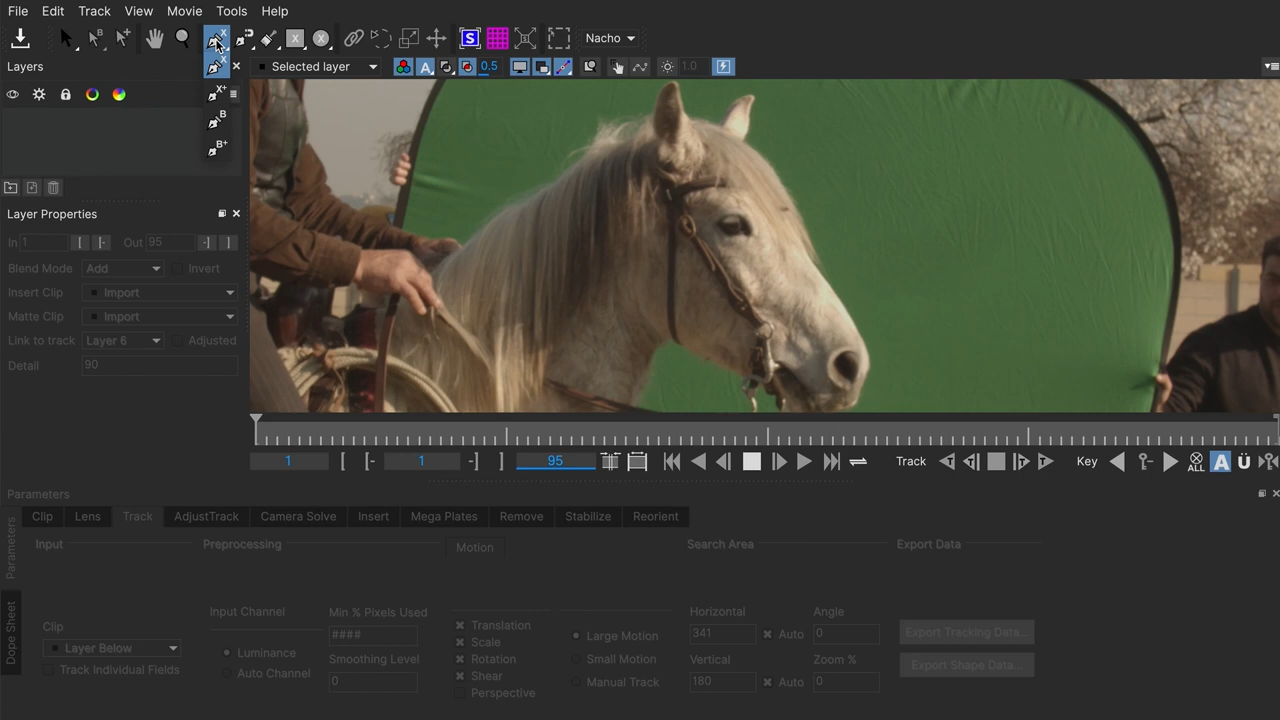 File Edit Track View Movie Tools Help
B X S Nacho
Layers X Selected layer A 0.5 1.0
X+
B
B+
Layer Properties
In 1 [ [- Out 95 -] ]
Blend Mode Add Invert
Insert Clip Import
Matte Clip Import
Link to track Layer 6 Adjusted
Detail 90
1 [ [- 1 -] ] 95 Track T T T T Key ALL A Ü
Parameters
Parameters
Dope Sheet
Clip Lens Track AdjustTrack Camera Solve Insert Mega Plates Remove Stabilize Reorient
Input Preprocessing Motion Search Area Export Data
Input Channel Min % Pixels Used Horizontal Angle
Clip #### Translation Large Motion 341 Auto 0 Export Tracking Data...
Layer Below Luminance Smoothing Level Scale Small Motion Vertical Zoom %
Track Individual Fields Auto Channel 0 Rotation Manual Track 180 Auto 0 Export Shape Data...
Shear
Perspective